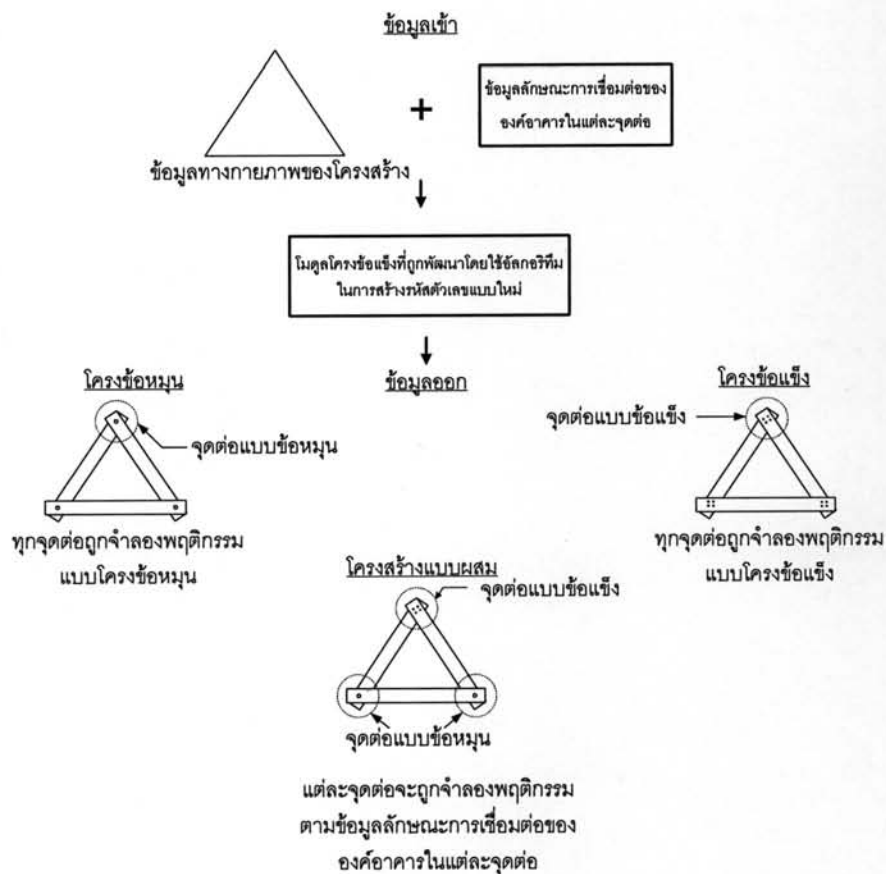 ข้อมูลเข้า
+
ข้อมูลลักษณะการเชื่อมต่อของ
องค์อาคารในแต่ละจุดต่อ
ข้อมูลทางกายภาพของโครงสร้าง
โมดูลโครงข้อแข็งที่ถูกพัฒนาโดยใช้อัลกอริทึม
ในการสร้างรหัสตัวเลขแบบใหม่
ข้อมูลออก
โครงข้อหมุน
จุดต่อแบบข้อหมุน
ทุกจุดต่อถูกจำลองพฤติกรรม
แบบโครงข้อหมุน
โครงข้อแข็ง
จุดต่อแบบข้อแข็ง
ทุกจุดต่อถูกจำลองพฤติกรรม
แบบโครงข้อแข็ง
โครงสร้างแบบผสม
จุดต่อแบบข้อแข็ง
จุดต่อแบบข้อหมุน
แต่ละจุดต่อจะถูกจำลองพฤติกรรม
ตามข้อมูลลักษณะการเชื่อมต่อของ
องค์อาคารในแต่ละจุดต่อ